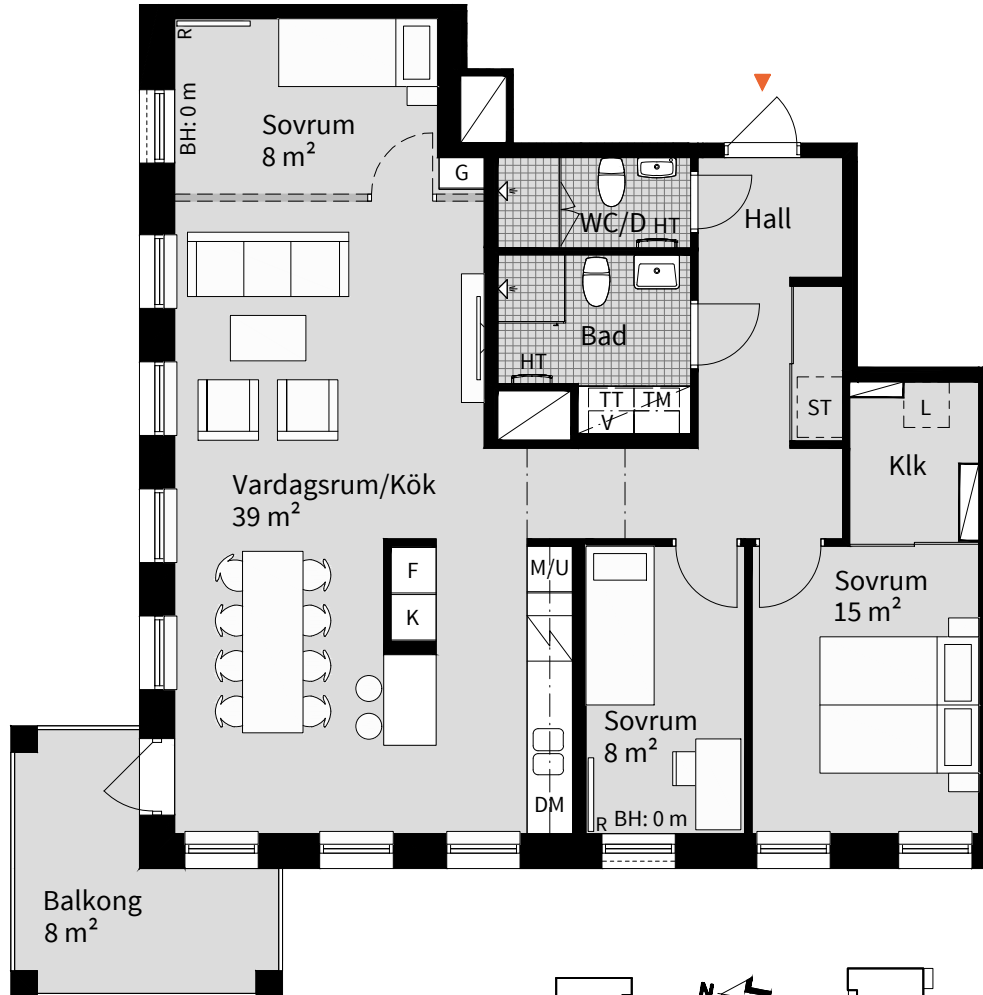 R
BH: 0 m
Sovrum
8 m²
G
WC/D HT
Hall
Bad
HT
TT TM
V
ST
L
Klk
Vardagsrum/Kök
39 m²
F
K
M/U
Sovrum
15 m²
Sovrum
8 m²
DM
R BH: 0 m
Balkong
8 m²
N